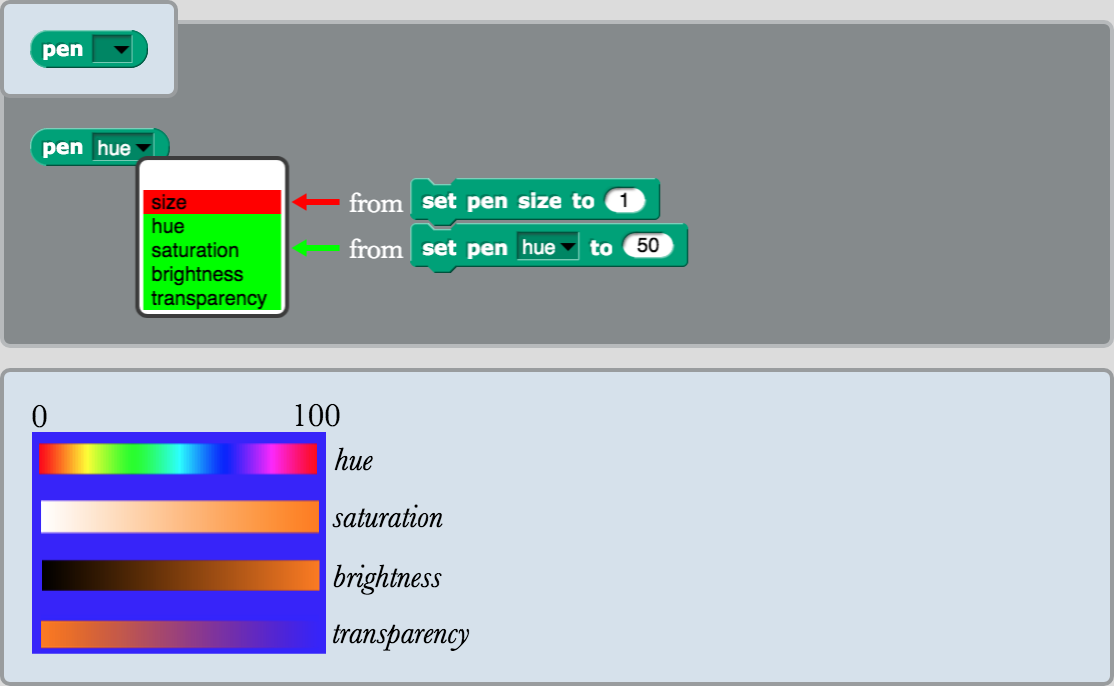 pen
pen hue
size
from set pen size to 1
hue
saturation
from set pen hue to 50
brightness
transparency
0 100
hue
saturation
brightness
transparency